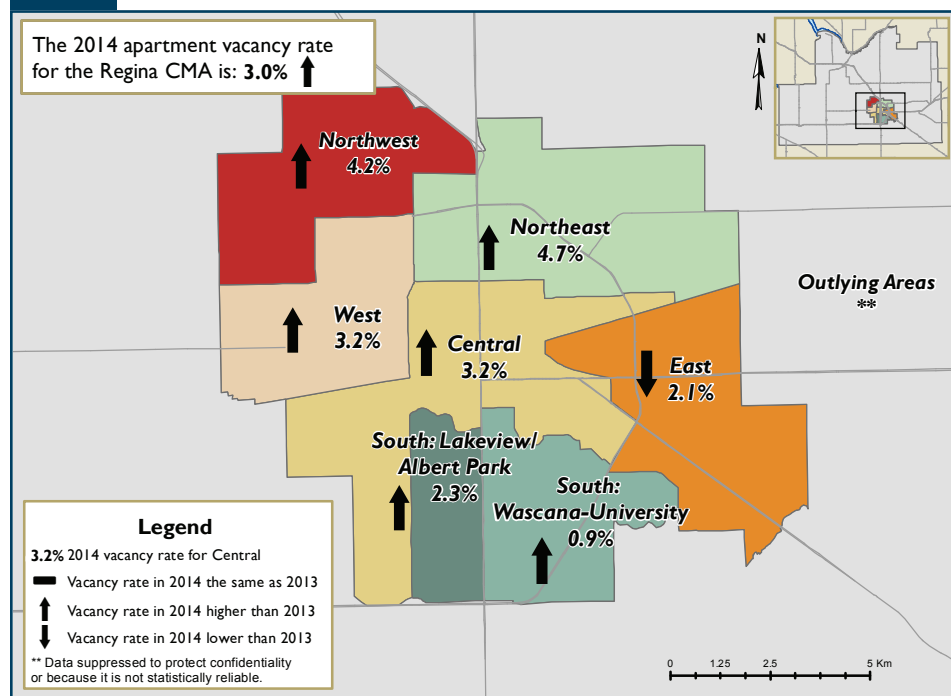 The 2014 apartment vacancy rate
for the Regina CMA is: 3.0%
N
Northwest
4.2%
Northeast
4.7%
Outlying Areas
**
West
3.2%
Central
3.2%
East
2.1%
South: Lakeview/
Albert Park
2.3%
South:
Wascana-University
0.9%
Legend
3.2% 2014 vacancy rate for Central
Vacancy rate in 2014 the same as 2013
Vacancy rate in 2014 higher than 2013
Vacancy rate in 2014 lower than 2013
** Data suppressed to protect confidentiality
or because it is not statistically reliable.
0 1.25 2.5 5 Km